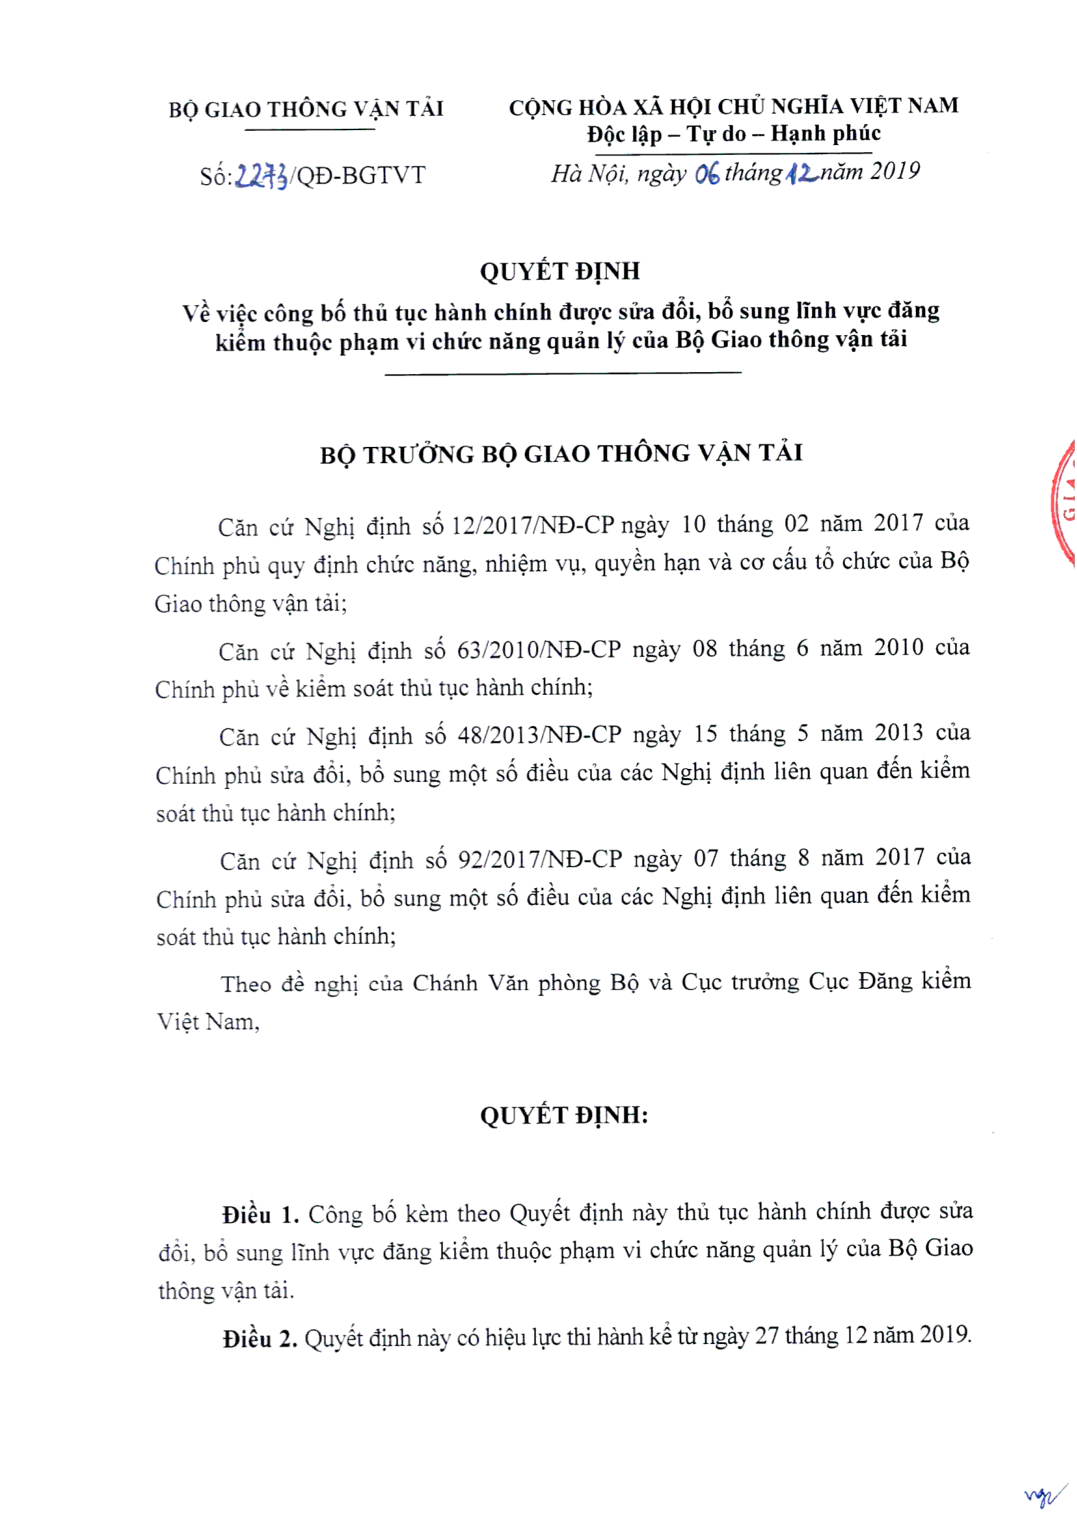 BỘ GIAO THÔNG VẬN TẢI
Số: 2273/QĐ-BGTVT
CỘNG HÒA XÃ HỘI CHỦ NGHĨA VIỆT NAM
Độc lập – Tự do – Hạnh phúc
Hà Nội, ngày 06 tháng 12 năm 2019
QUYẾT ĐỊNH
Về việc công bố thủ tục hành chính được sửa đổi, bổ sung lĩnh vực đăng
kiểm thuộc phạm vi chức năng quản lý của Bộ Giao thông vận tải
BỘ TRƯỞNG BỘ GIAO THÔNG VẬN TẢI
Căn cứ Nghị định số 12/2017/NĐ-CP ngày 10 tháng 02 năm 2017 của
Chính phủ quy định chức năng, nhiệm vụ, quyền hạn và cơ cấu tổ chức của Bộ
Giao thông vận tải;
Căn cứ Nghị định số 63/2010/NĐ-CP ngày 08 tháng 6 năm 2010 của
Chính phủ về kiểm soát thủ tục hành chính;
Căn cứ Nghị định số 48/2013/NĐ-CP ngày 15 tháng 5 năm 2013 của
Chính phủ sửa đổi, bổ sung một số điều của các Nghị định liên quan đến kiểm
soát thủ tục hành chính;
Căn cứ Nghị định số 92/2017/NĐ-CP ngày 07 tháng 8 năm 2017 của
Chính phủ sửa đổi, bổ sung một số điều của các Nghị định liên quan đến kiểm
soát thủ tục hành chính;
Theo đề nghị của Chánh Văn phòng Bộ và Cục trưởng Cục Đăng kiểm
Việt Nam,
QUYẾT ĐỊNH:
Điều 1. Công bố kèm theo Quyết định này thủ tục hành chính được sửa
đổi, bổ sung lĩnh vực đăng kiểm thuộc phạm vi chức năng quản lý của Bộ Giao
thông vận tải.
Điều 2. Quyết định này có hiệu lực thi hành kể từ ngày 27 tháng 12 năm 2019.